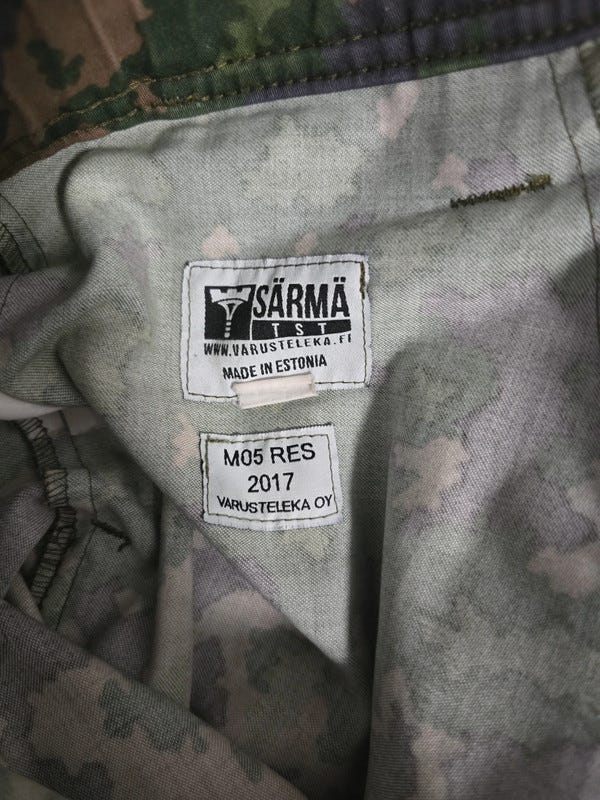 SÄRMÄ
TST
WWW.VARUSTELEKA.FI
MADE IN ESTONIA
M05 RES
2017
VARUSTELEKA OY